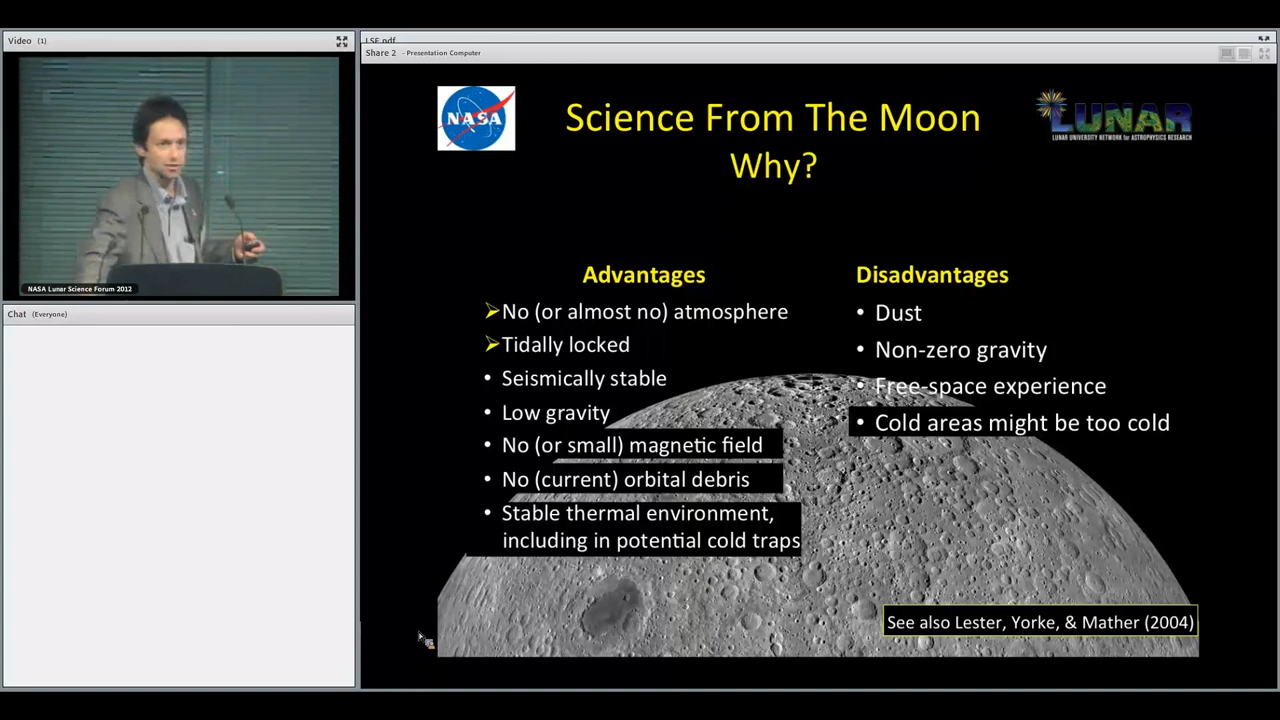 Video (1)
NASA Lunar Science Forum 2012
Chat (Everyone)
LSE.pdf
Share 2 - Presentation Computer
NASA
Science From The Moon
Why?
LUNAR
LUNAR UNIVERSITY NETWORK for ASTROPHYSICS RESEARCH
Advantages
No (or almost no) atmosphere
Tidally locked
• Seismically stable
• Low gravity
• No (or small) magnetic field
• No (current) orbital debris
• Stable thermal environment,
including in potential cold traps
Disadvantages
• Dust
• Non-zero gravity
• Free-space experience
• Cold areas might be too cold
See also Lester, Yorke, & Mather (2004)